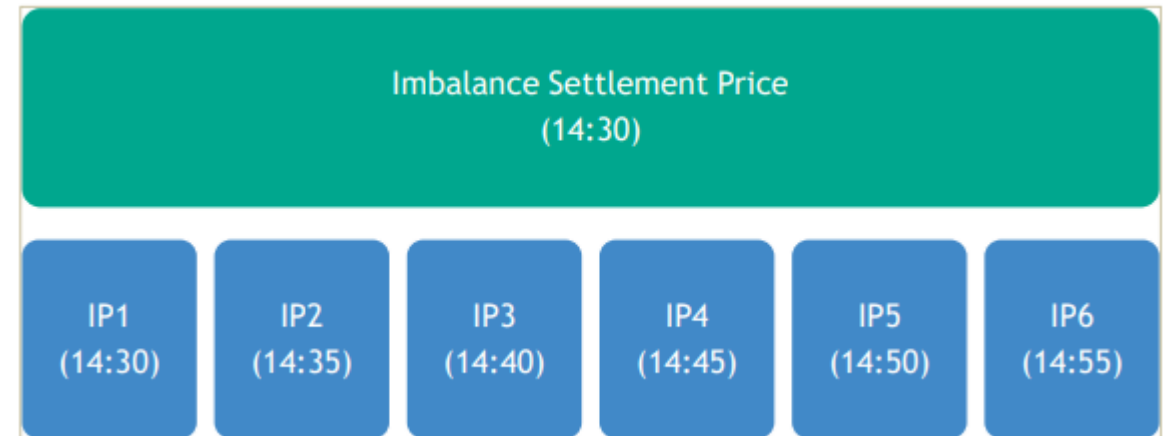 Imbalance Settlement Price
(14:30)
IP1
(14:30)
IP2
(14:35)
IP3
(14:40)
IP4
(14:45)
IP5
(14:50)
IP6
(14:55)